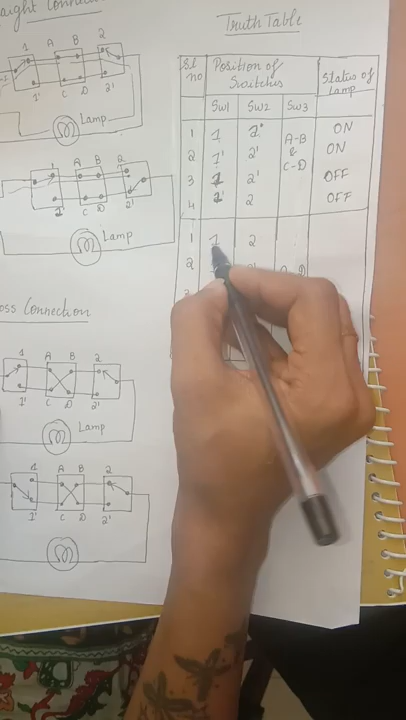 aight Connec
1 A B 2
1' C D 2'
Lamp
1 A B 2
C D 2'
Lamp
oss Connection
1 A B 2
1' C D 2'
Lamp
1 A B 2
1' C D 2'
Truth Table
Sl no Position of Switches Status of Lamp
SW1 SW2 SW3
1 1 2 A-B ON
2 1' 2' & ON
3 1 2' C-D OFF
4 1' 2 OFF
1 1 2
2